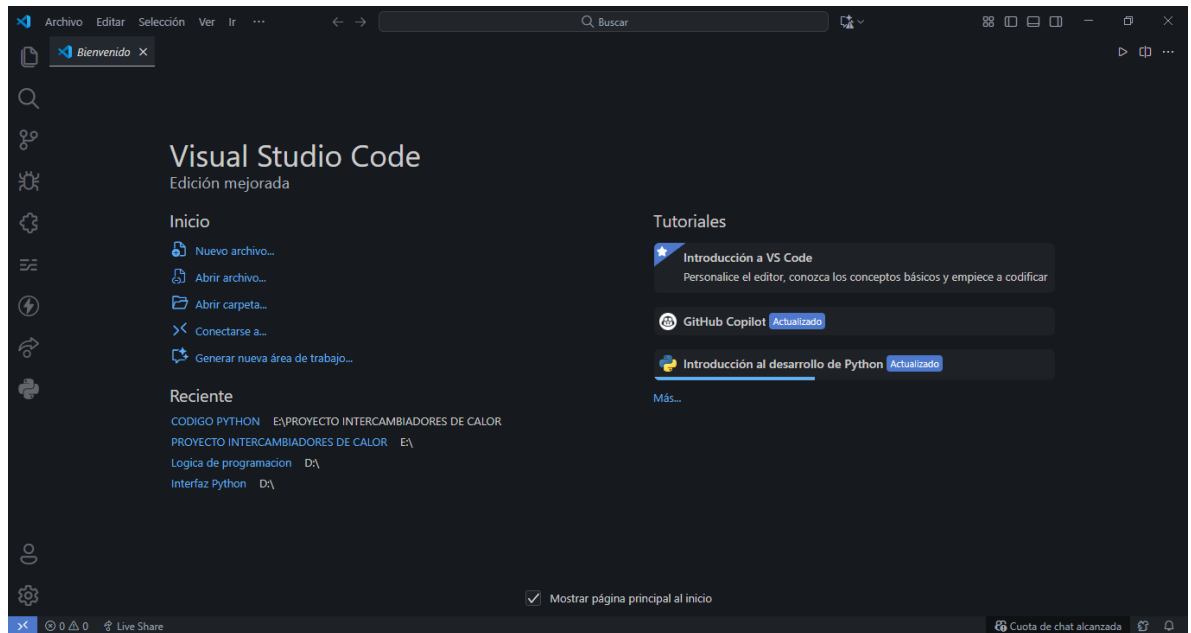 Archivo Editar Selección Ver Ir ··· Buscar
Bienvenido
Visual Studio Code
Edición mejorada
Inicio
Nuevo archivo...
Abrir archivo...
Abrir carpeta...
Conectarse a...
Generar nueva área de trabajo...
Reciente
CODIGO PYTHON E:\PROYECTO INTERCAMBIADORES DE CALOR
PROYECTO INTERCAMBIADORES DE CALOR E:\
Logica de programacion D:\
Interfaz Python D:\
Tutoriales
Introducción a VS Code
Personalice el editor, conozca los conceptos básicos y empiece a codificar
GitHub Copilot Actualizado
Introducción al desarrollo de Python Actualizado
Más...
Mostrar página principal al inicio
0 0 Live Share Cuota de chat alcanzada